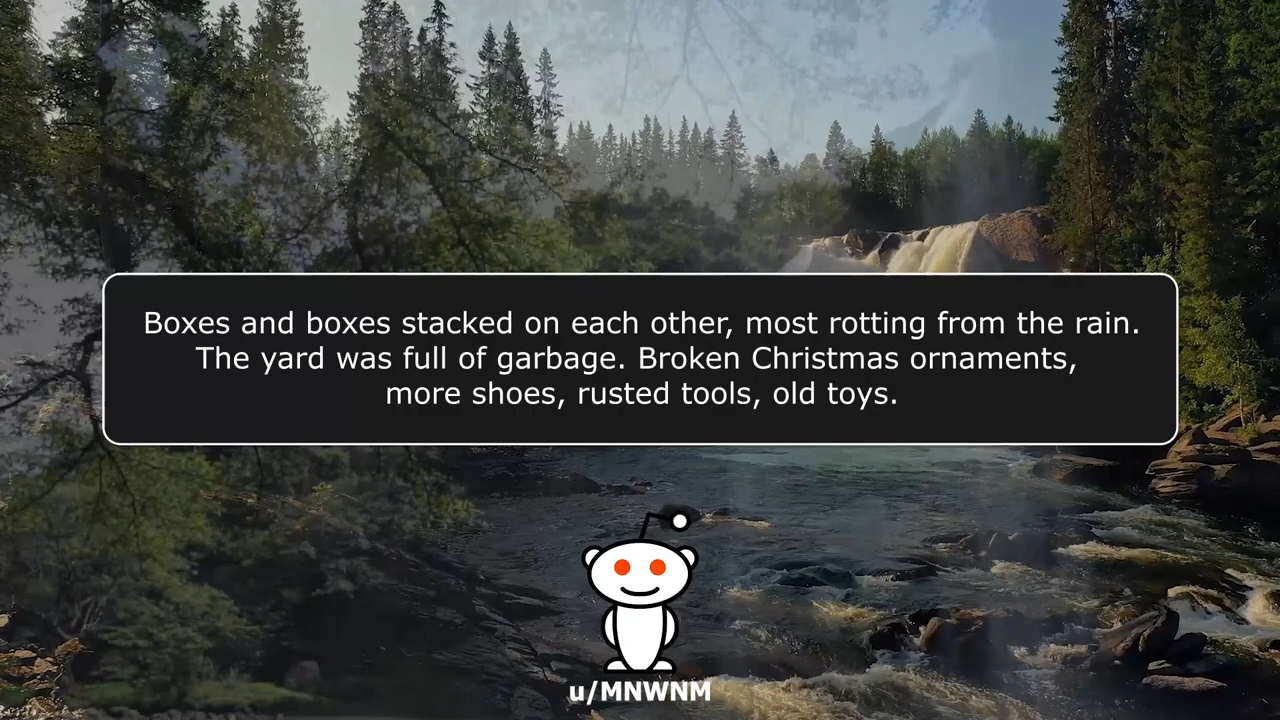 Boxes and boxes stacked on each other, most rotting from the rain.
The yard was full of garbage. Broken Christmas ornaments,
more shoes, rusted tools, old toys.
u/MNWNM